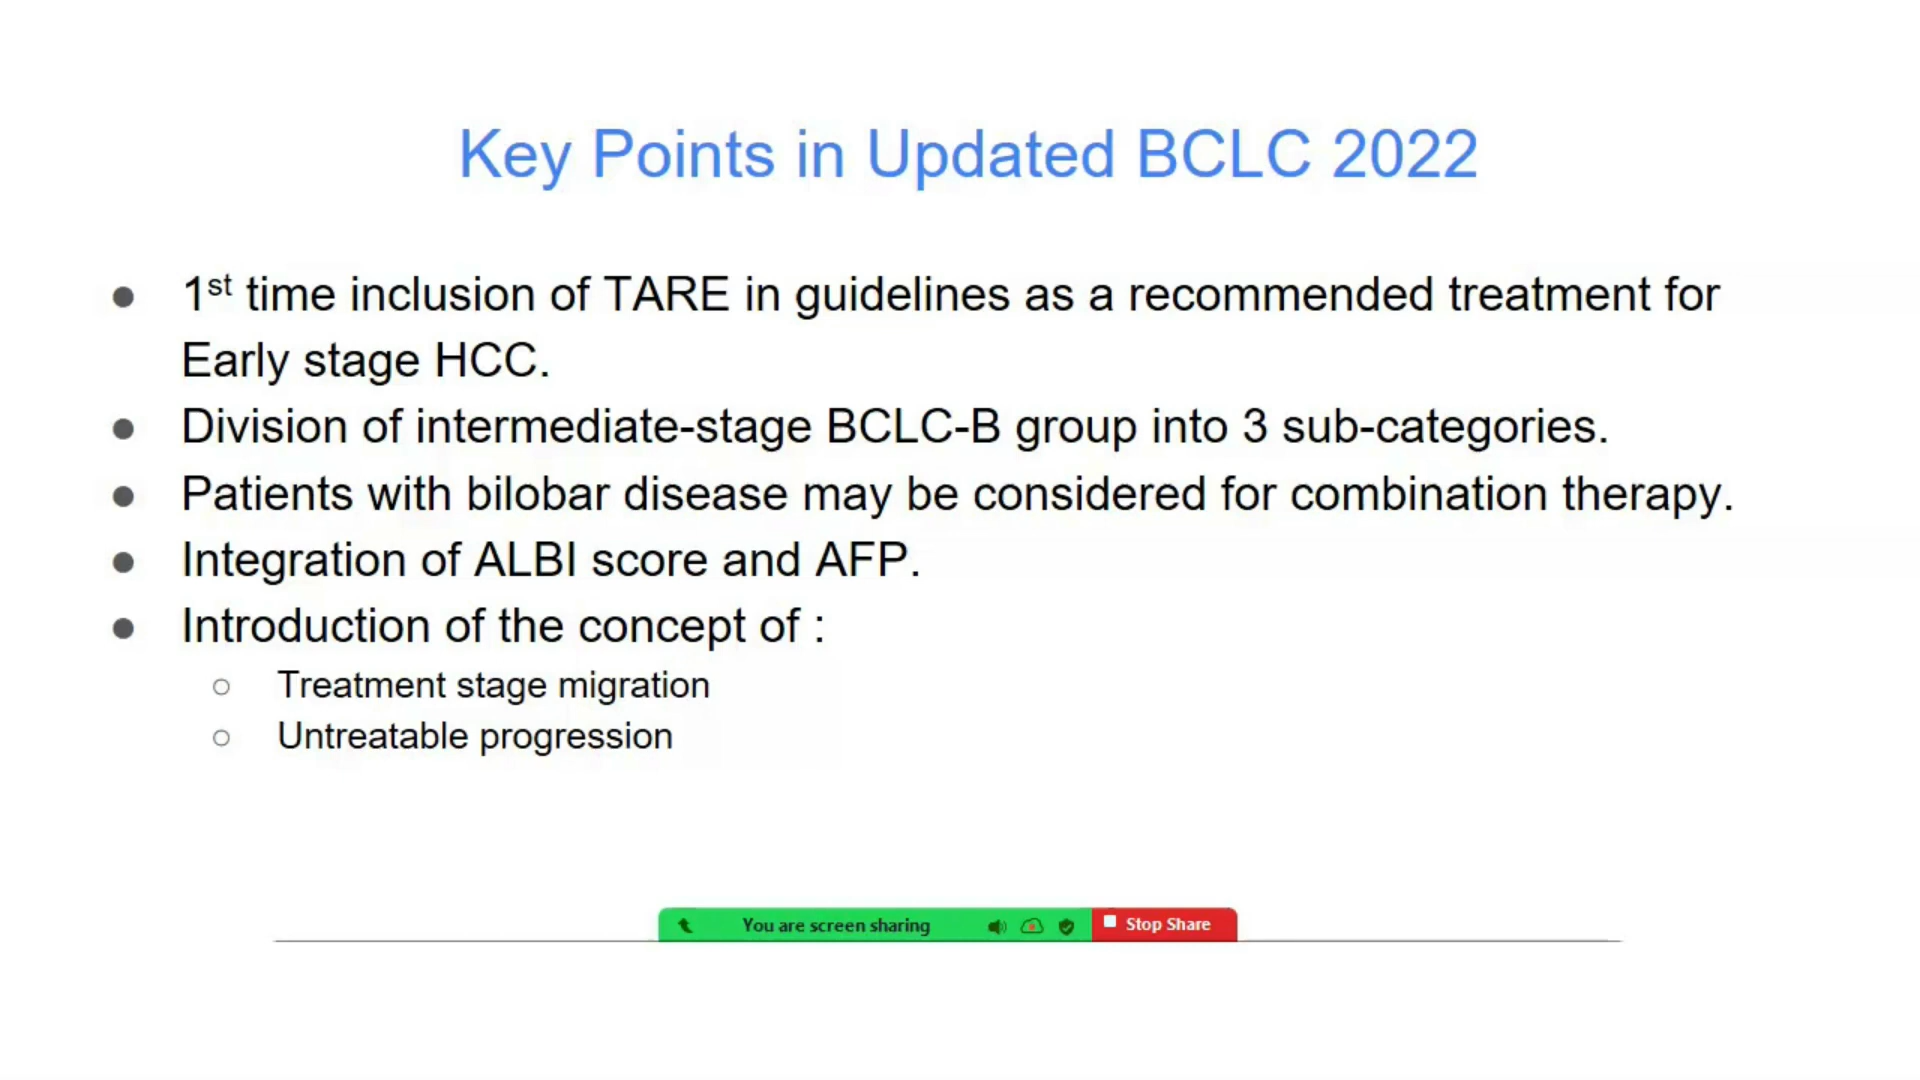 Key Points in Updated BCLC 2022
● 1st time inclusion of TARE in guidelines as a recommended treatment for
Early stage HCC.
● Division of intermediate-stage BCLC-B group into 3 sub-categories.
● Patients with bilobar disease may be considered for combination therapy.
● Integration of ALBI score and AFP.
● Introduction of the concept of :
○ Treatment stage migration
○ Untreatable progression
You are screen sharing Stop Share